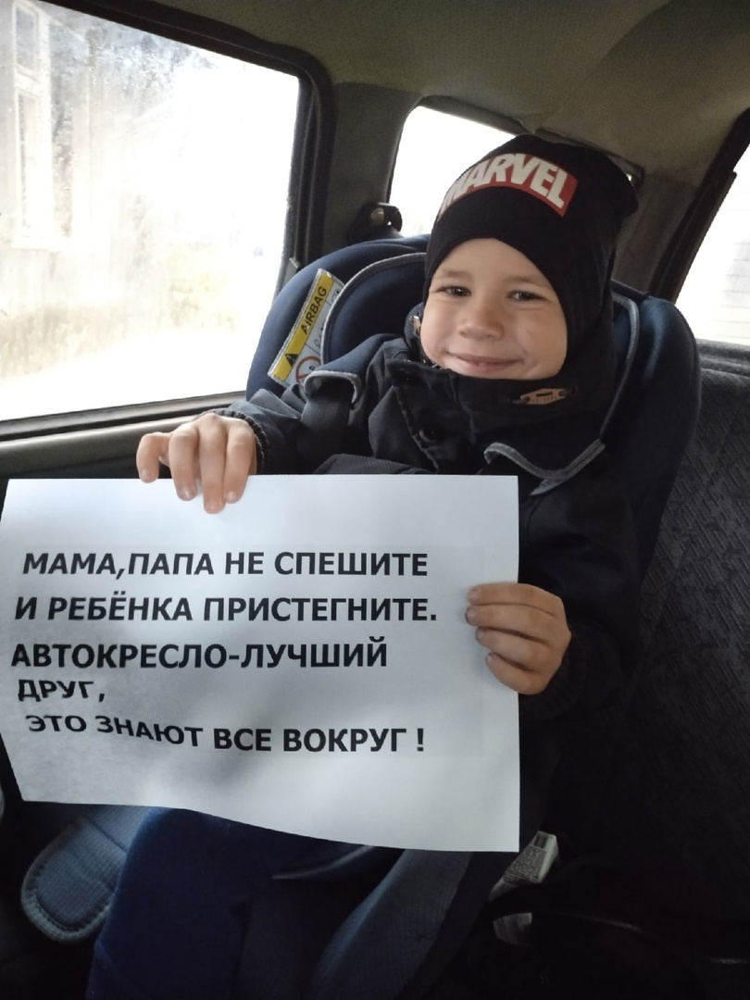 MARVEL
AIRBAG
МАМА,ПАПА НЕ СПЕШИТЕ
И РЕБЁНКА ПРИСТЕГНИТЕ.
АВТОКРЕСЛО-ЛУЧШИЙ
ДРУГ,
ЭТО ЗНАЮТ ВСЕ ВОКРУГ !